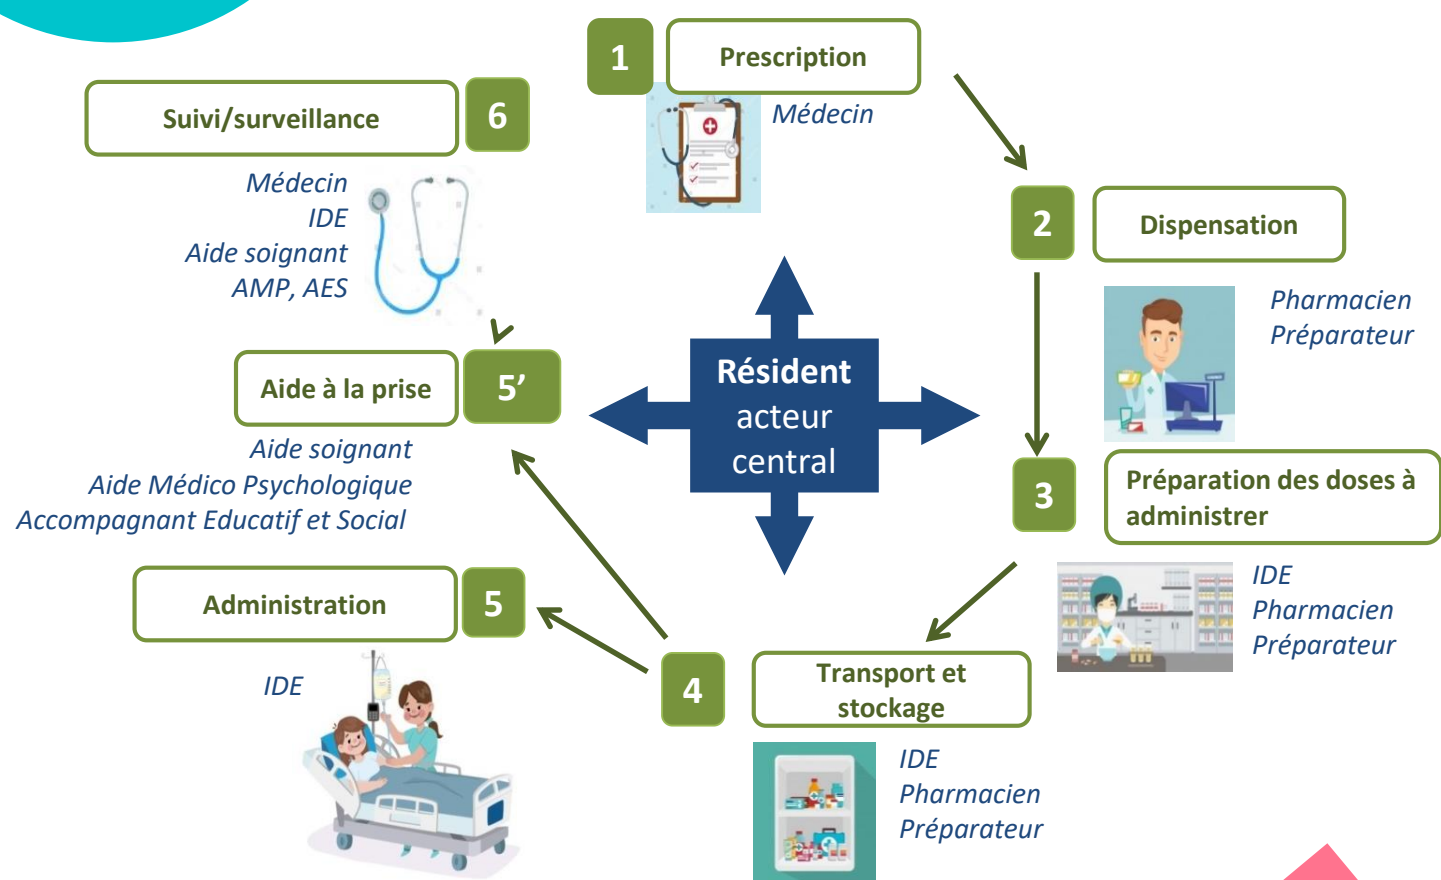 1
Prescription
Médecin
2
Dispensation
Pharmacien
Préparateur
3
Préparation des doses à
administrer
IDE
Pharmacien
Préparateur
4
Transport et
stockage
IDE
Pharmacien
Préparateur
5
Administration
IDE
5’
Aide à la prise
Aide soignant
Aide Médico Psychologique
Accompagnant Educatif et Social
6
Suivi/surveillance
Médecin
IDE
Aide soignant
AMP, AES
Résident
acteur
central